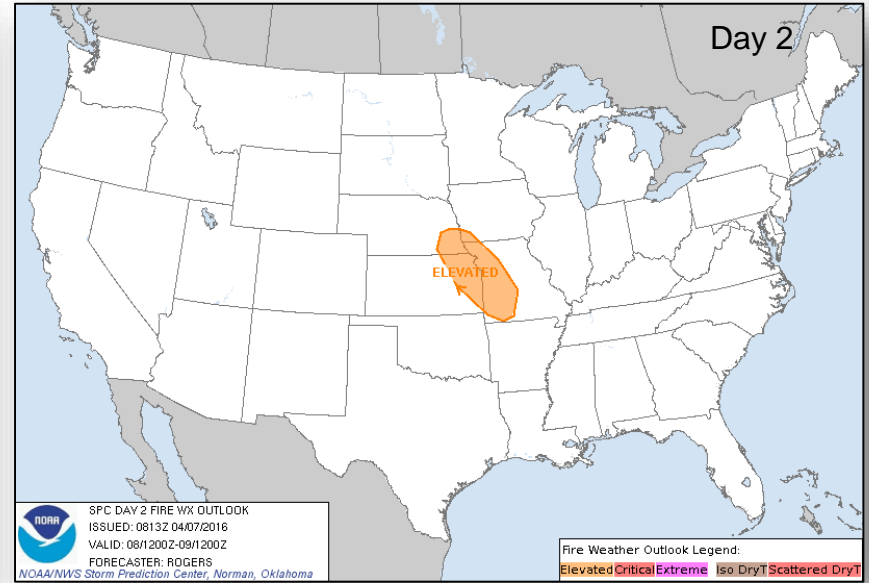 Day 2
ELEVATED
NOAA
SPC DAY 2 FIRE WX OUTLOOK
ISSUED: 0813Z 04/07/2016
VALID: 08/1200Z-09/1200Z
FORECASTER: ROGERS
NOAA/NWS Storm Prediction Center, Norman, Oklahoma
Fire Weather Outlook Legend:
Elevated Critical Extreme Iso DryT Scattered DryT